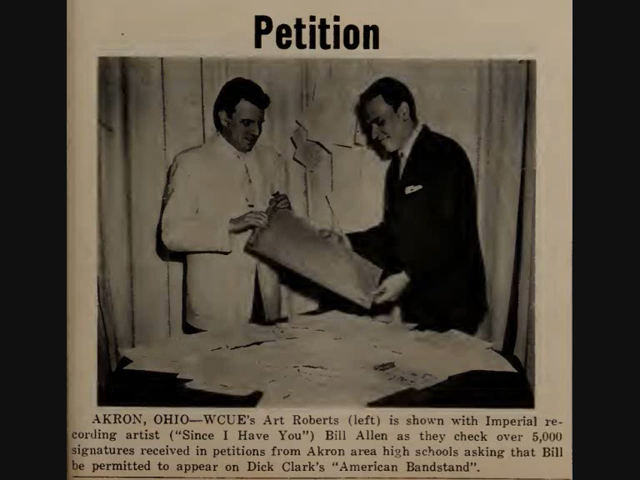 Petition
AKRON, OHIO—WCUE's Art Roberts (left) is shown with Imperial re-
cording artist ("Since I Have You") Bill Allen as they check over 5,000
signatures received in petitions from Akron area high schools asking that Bill
be permitted to appear on Dick Clark's "American Bandstand".